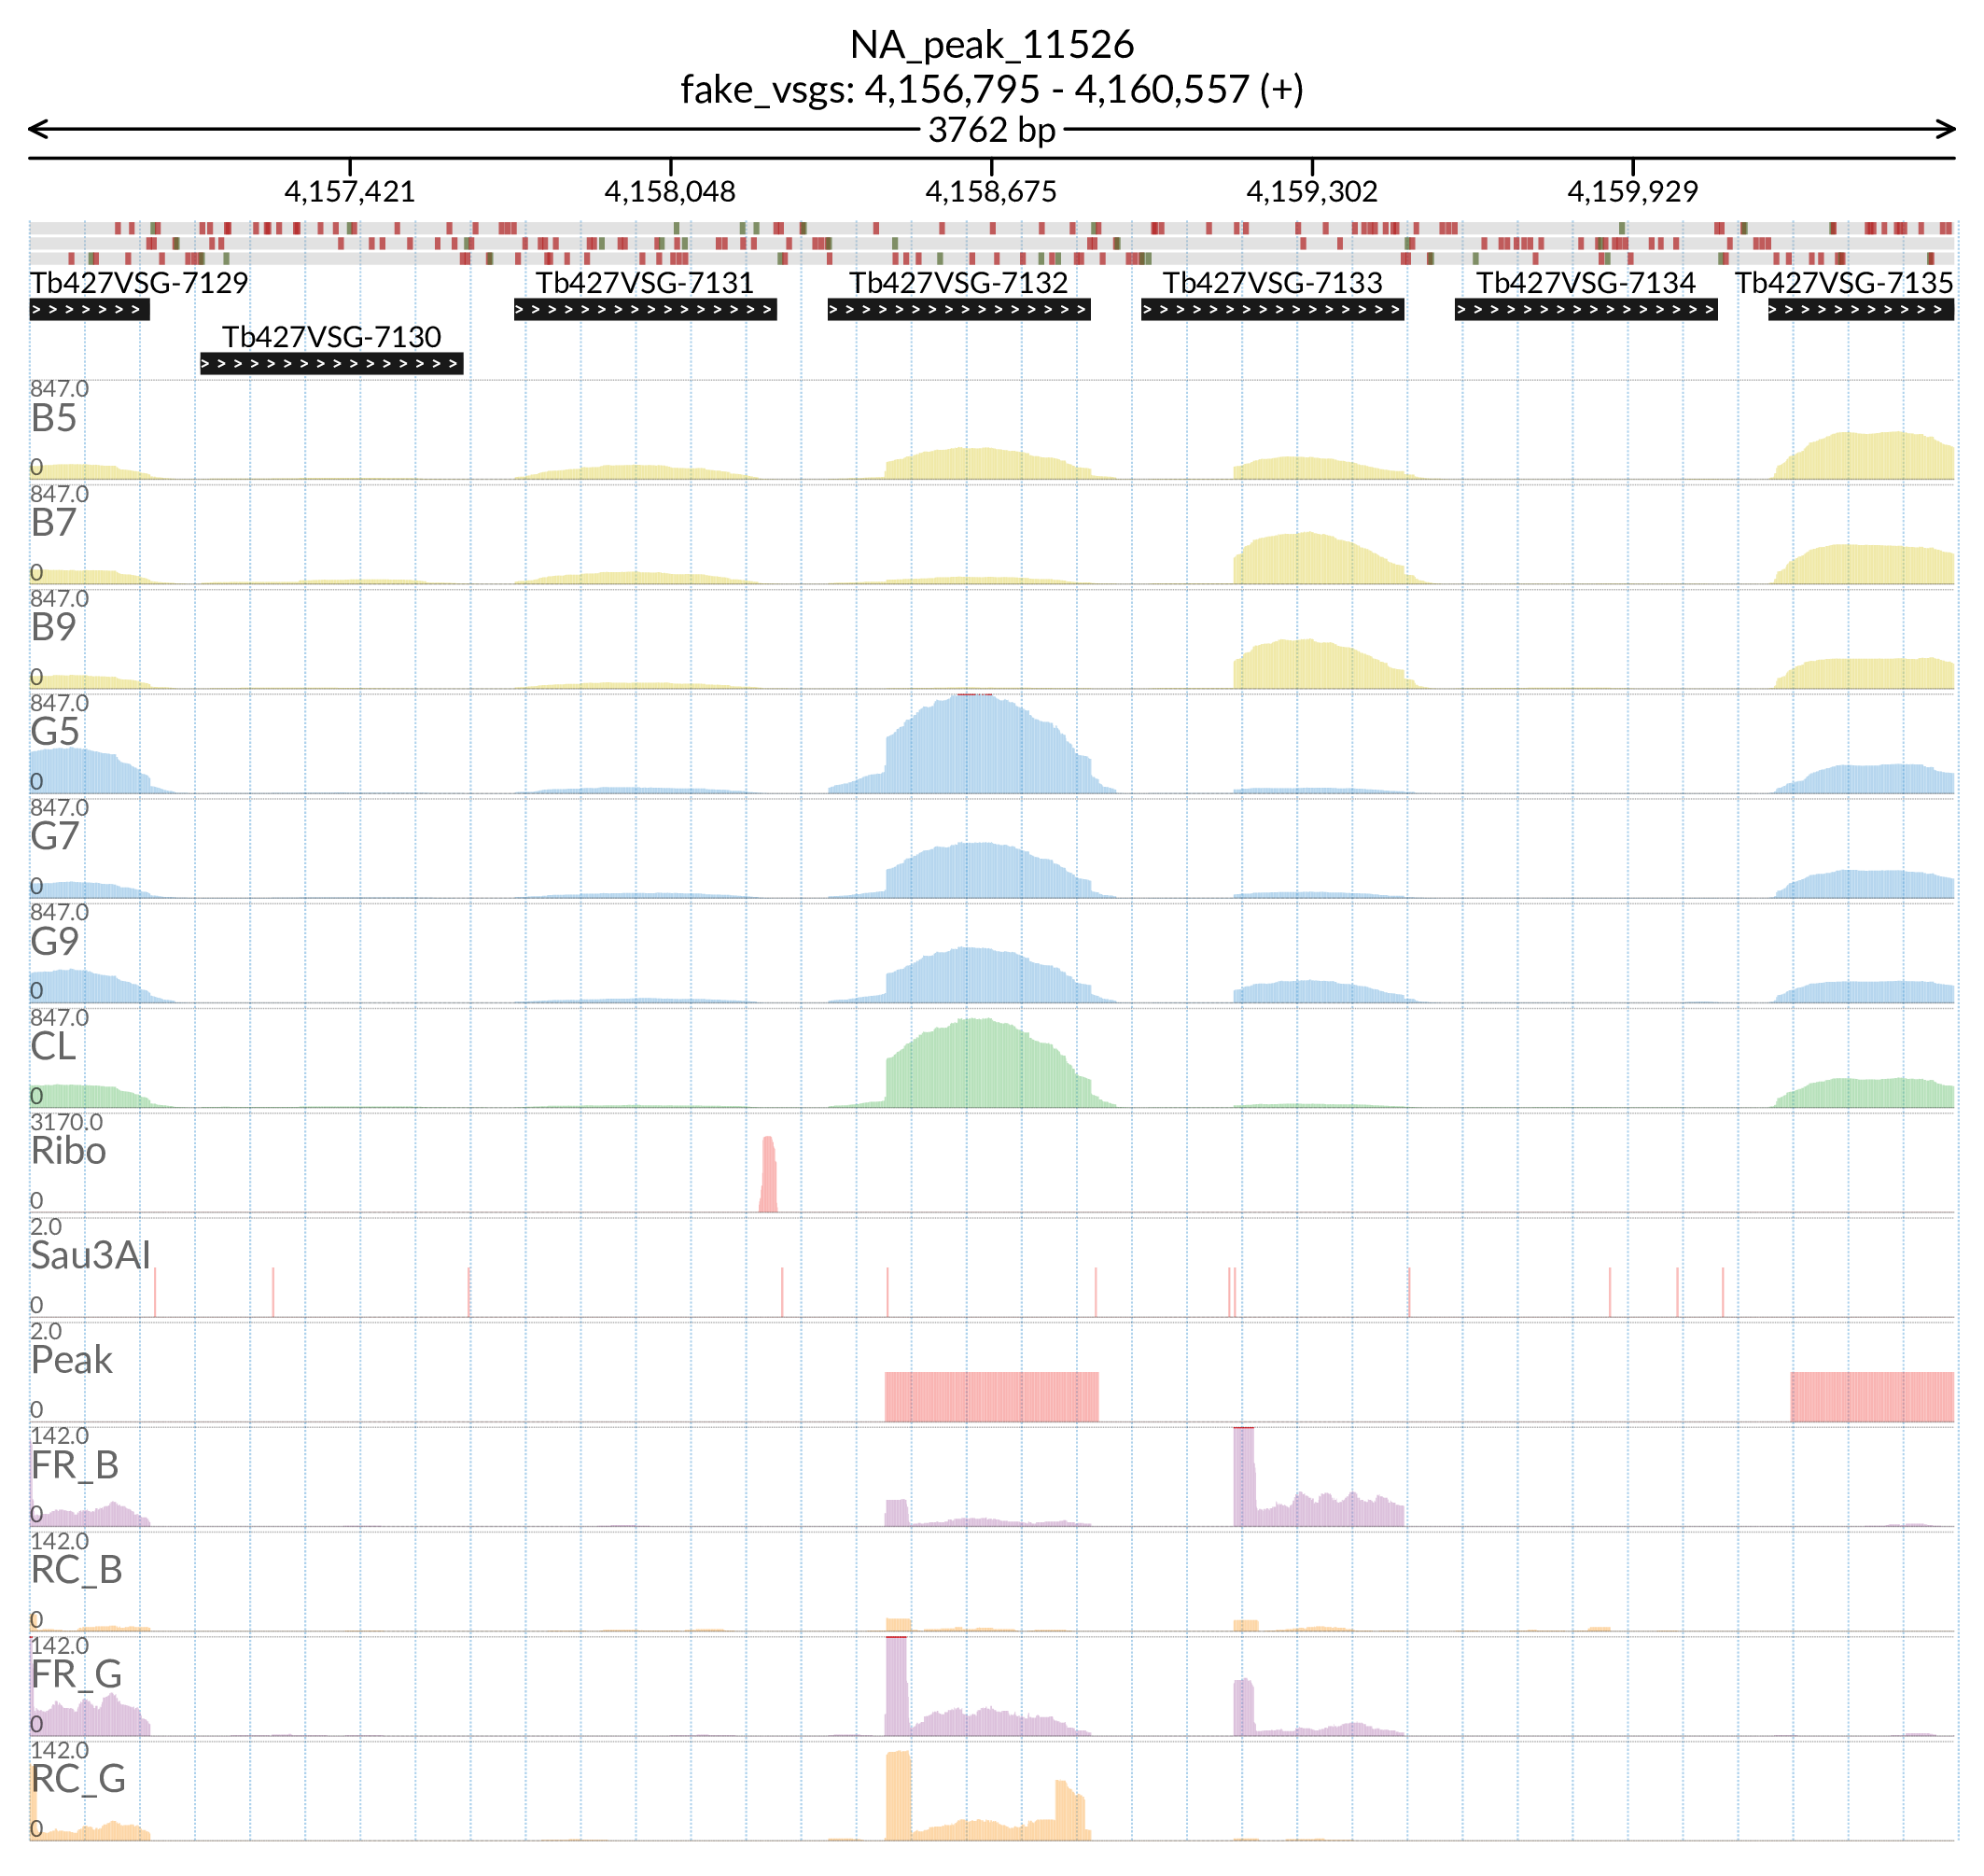 NA_peak_11526
fake_vsgs: 4,156,795 - 4,160,557 (+)
3762 bp
4,157,421 4,158,048 4,158,675 4,159,302 4,159,929
Tb427VSG-7129 Tb427VSG-7131 Tb427VSG-7132 Tb427VSG-7133 Tb427VSG-7134 Tb427VSG-7135
Tb427VSG-7130
847.0
B5
0
847.0
B7
0
847.0
B9
0
847.0
G5
0
847.0
G7
0
847.0
G9
0
847.0
CL
0
3170.0
Ribo
0
2.0
Sau3AI
0
2.0
Peak
0
142.0
FR_B
0
142.0
RC_B
0
142.0
FR_G
0
142.0
RC_G
0